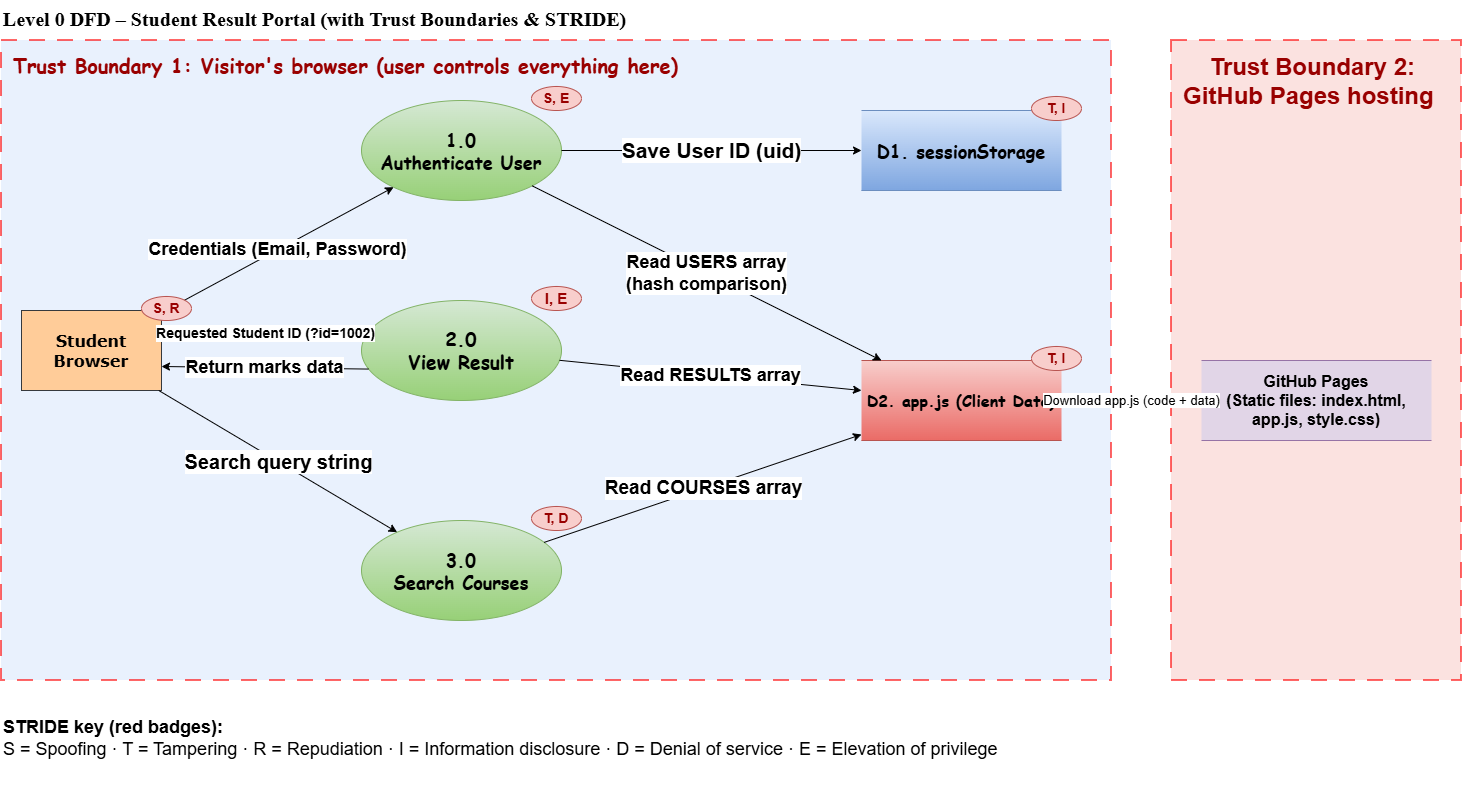 Level 0 DFD – Student Result Portal (with Trust Boundaries & STRIDE)
Trust Boundary 1: Visitor's browser (user controls everything here)
Trust Boundary 2:
GitHub Pages hosting
S, E
T, I
1.0
Authenticate User
Save User ID (uid)
D1. sessionStorage
Credentials (Email, Password)
Read USERS array
(hash comparison)
S, R
I, E
Student
Browser
Requested Student ID (?id=1002)
Return marks data
2.0
View Result
Read RESULTS array
T, I
D2. app.js (Client Data)
Download app.js (code + data)
GitHub Pages
(Static files: index.html,
app.js, style.css)
Search query string
Read COURSES array
T, D
3.0
Search Courses
STRIDE key (red badges):
S = Spoofing · T = Tampering · R = Repudiation · I = Information disclosure · D = Denial of service · E = Elevation of privilege